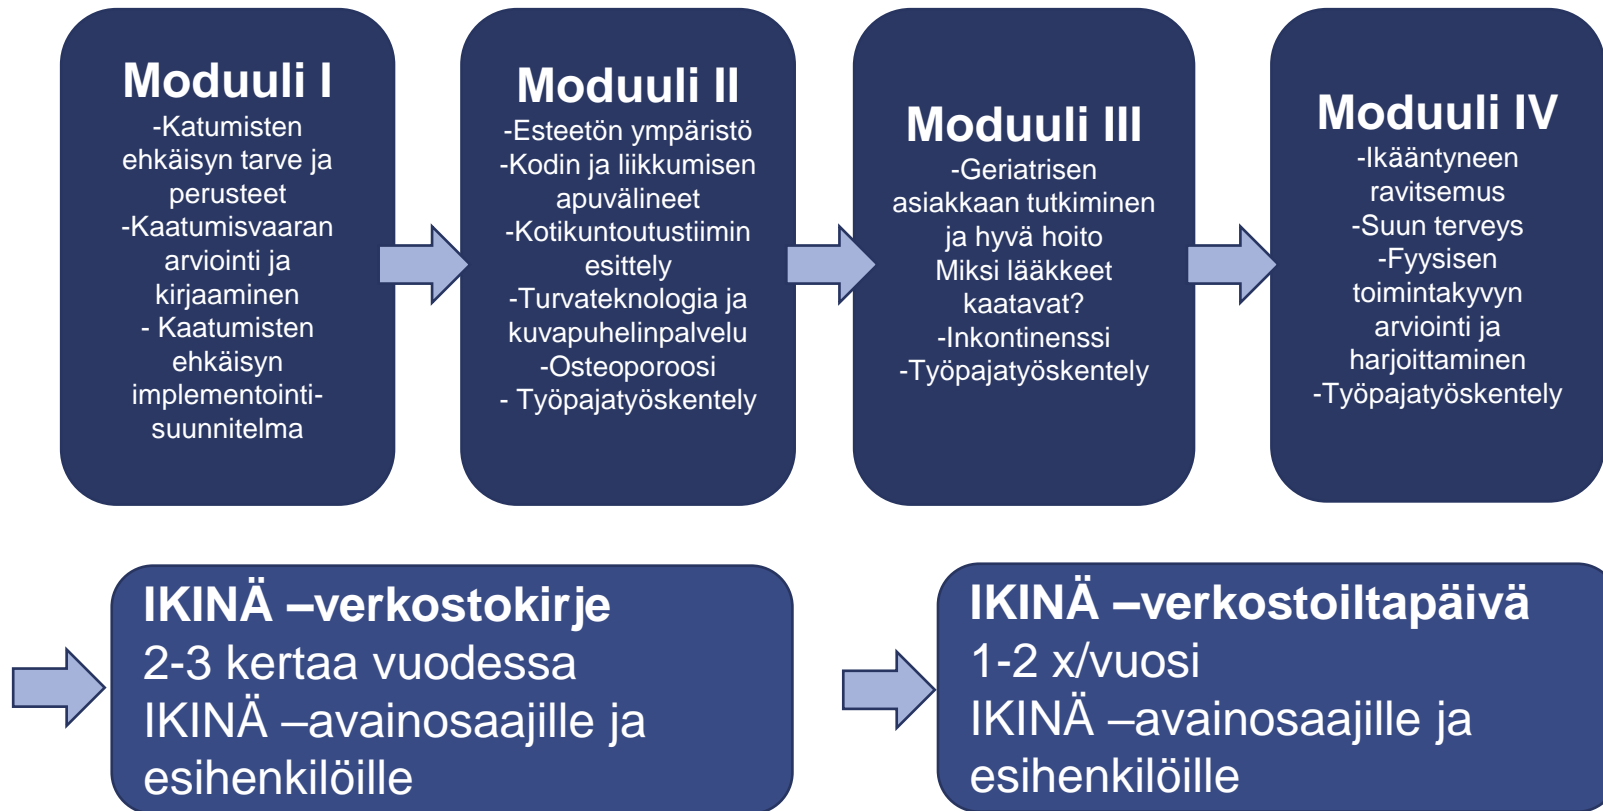 Moduuli I
-Katumisten
ehkäisyn tarve ja
perusteet
-Kaatumisvaaran
arviointi ja
kirjaaminen
- Kaatumisten
ehkäisyn
implementointi-
suunnitelma
Moduuli II
-Esteetön ympäristö
-Kodin ja liikkumisen
apuvälineet
-Kotikuntoutustiimin
esittely
-Turvateknologia ja
kuvapuhelinpalvelu
-Osteoporoosi
- Työpajatyöskentely
Moduuli III
-Geriatrisen
asiakkaan tutkiminen
ja hyvä hoito
Miksi lääkkeet
kaatavat?
-Inkontinenssi
-Työpajatyöskentely
Moduuli IV
-Ikääntyneen
ravitsemus
-Suun terveys
-Fyysisen
toimintakyvyn
arviointi ja
harjoittaminen
-Työpajatyöskentely
IKINÄ –verkostokirje
2-3 kertaa vuodessa
IKINÄ –avainosaajille ja
esihenkilöille
IKINÄ –verkostoiltapäivä
1-2 x/vuosi
IKINÄ –avainosaajille ja
esihenkilöille